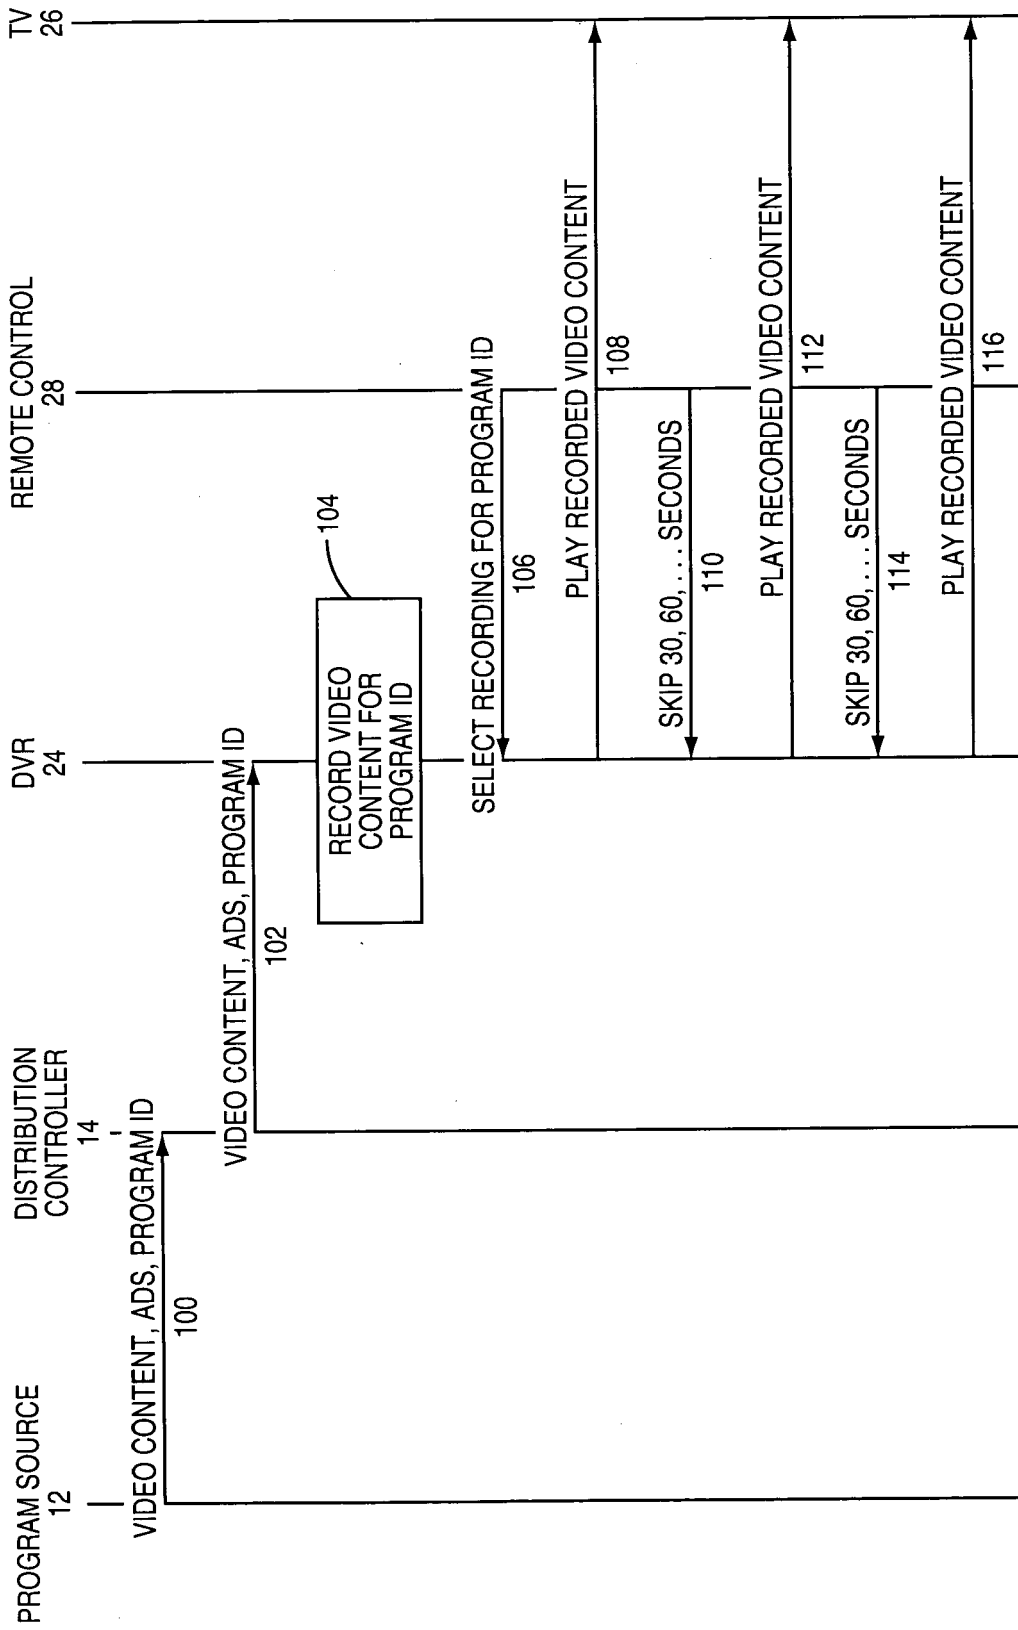 PROGRAM SOURCE
12
DISTRIBUTION
CONTROLLER
14
DVR
24
REMOTE CONTROL
28
TV
26
VIDEO CONTENT, ADS, PROGRAM ID
100
VIDEO CONTENT, ADS, PROGRAM ID
102
RECORD VIDEO
CONTENT FOR
PROGRAM ID
104
SELECT RECORDING FOR PROGRAM ID
106
PLAY RECORDED VIDEO CONTENT
108
SKIP 30, 60, . . . SECONDS
110
PLAY RECORDED VIDEO CONTENT
112
SKIP 30, 60, . . . SECONDS
114
PLAY RECORDED VIDEO CONTENT
116